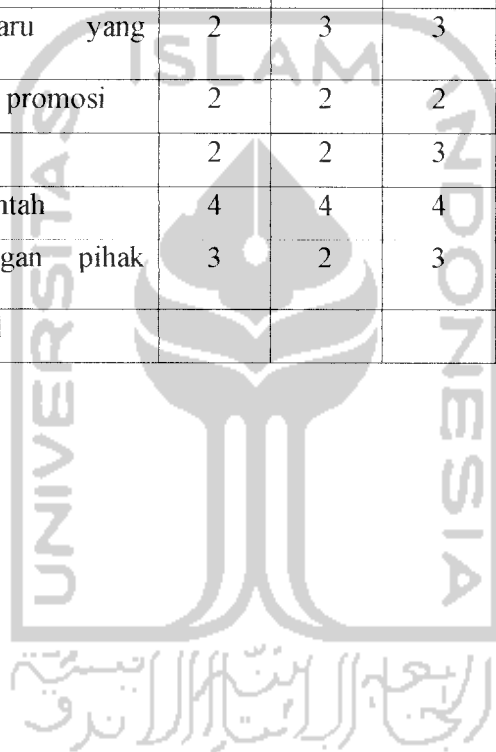 aru yang 2 3 3
promosi 2 2 2
2 2 3
ntah 4 4 4
gan pihak 3 2 3
ISLAM
UNIVERSITAS
INDONESIA